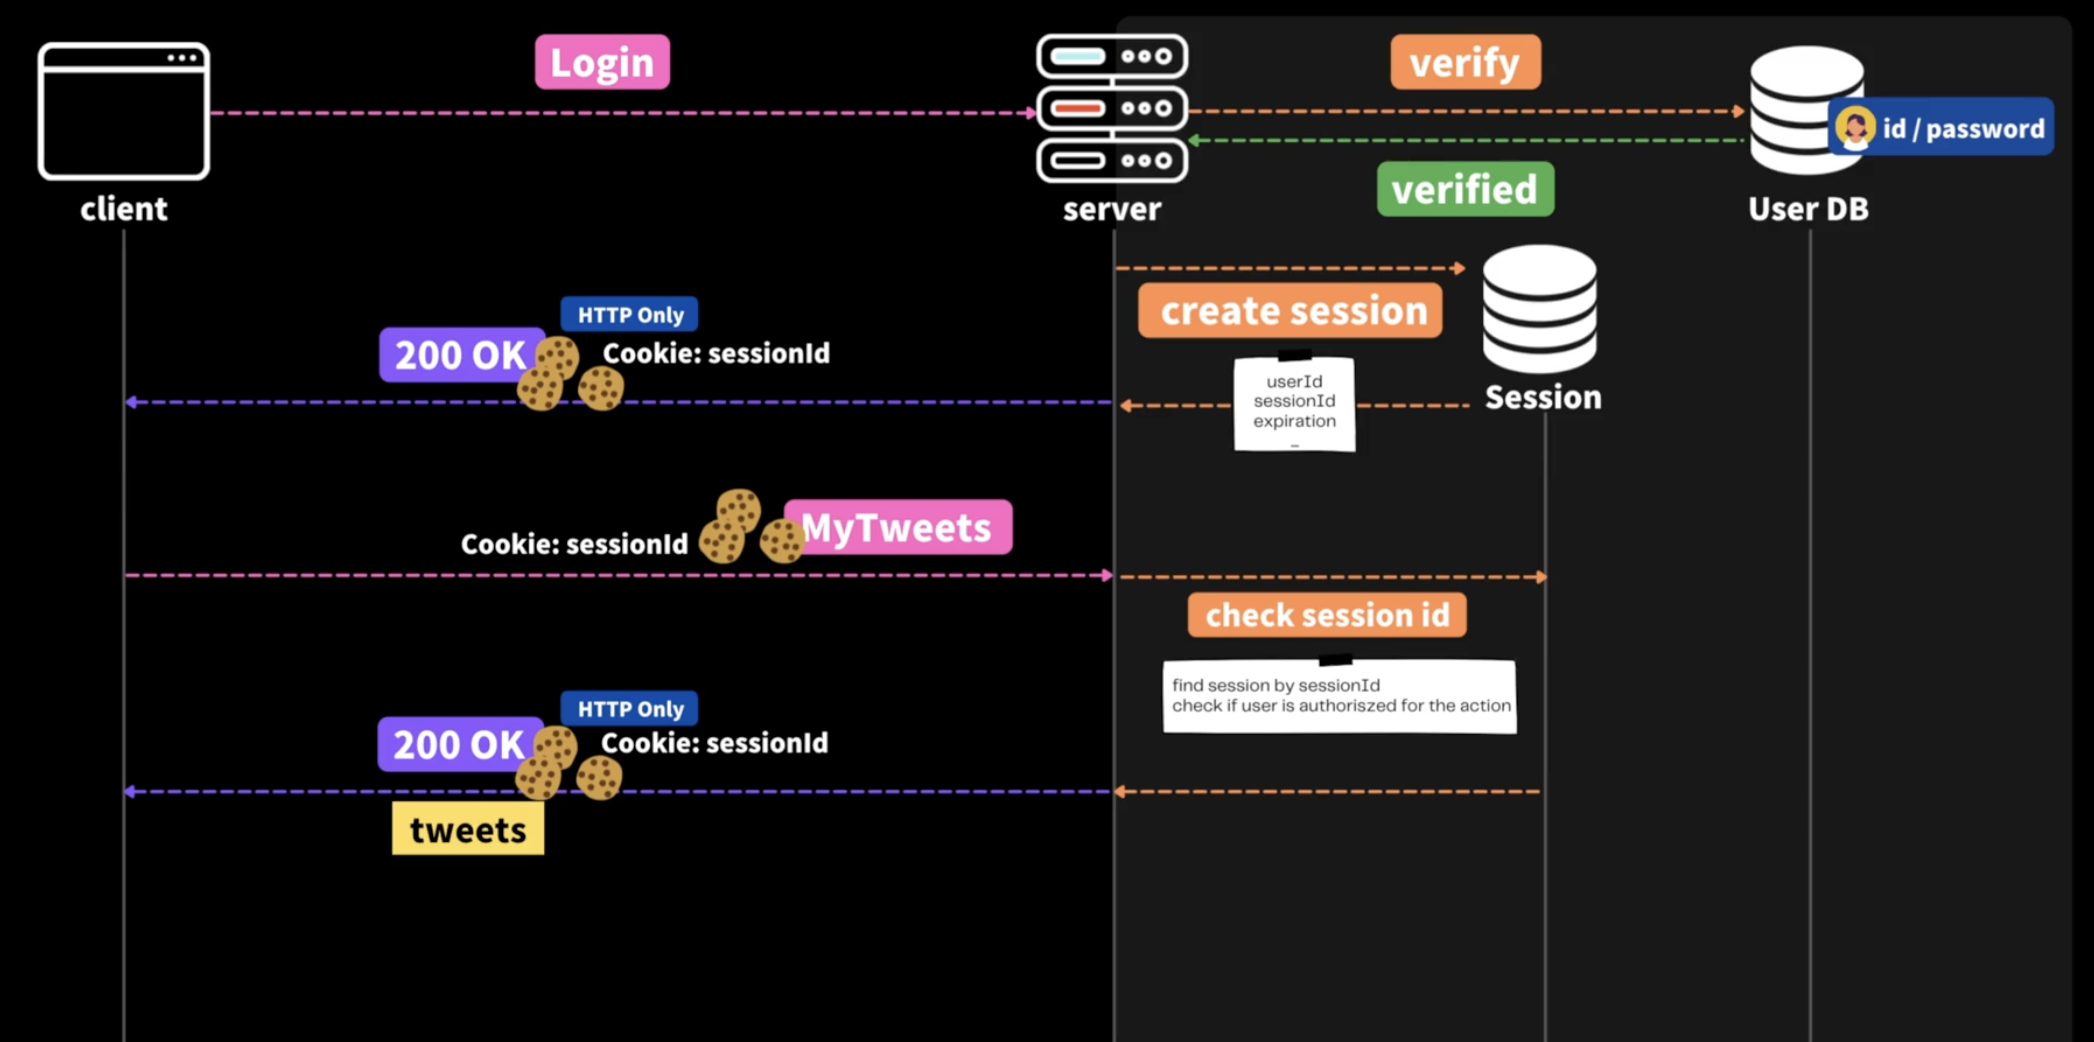 Login
verify
id / password
verified
client
server
User DB
HTTP Only
create session
200 OK
Cookie: sessionId
userId
sessionId
expiration
_
Session
MyTweets
Cookie: sessionId
check session id
find session by sessionId
check if user is authoriszed for the action
HTTP Only
200 OK
Cookie: sessionId
tweets